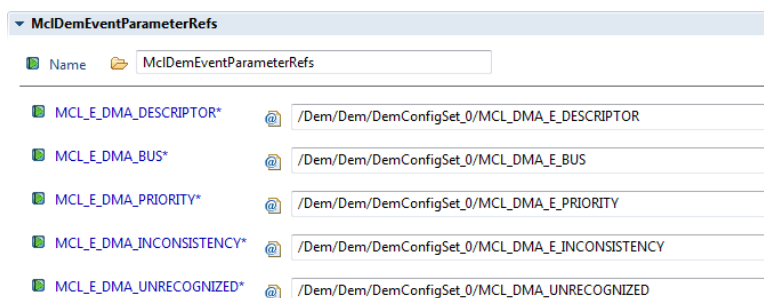 MclDemEventParameterRefs
Name MclDemEventParameterRefs
MCL_E_DMA_DESCRIPTOR* /Dem/Dem/DemConfigSet_0/MCL_DMA_E_DESCRIPTOR
MCL_E_DMA_BUS* /Dem/Dem/DemConfigSet_0/MCL_DMA_E_BUS
MCL_E_DMA_PRIORITY* /Dem/Dem/DemConfigSet_0/MCL_DMA_E_PRIORITY
MCL_E_DMA_INCONSISTENCY* /Dem/Dem/DemConfigSet_0/MCL_DMA_E_INCONSISTENCY
MCL_E_DMA_UNRECOGNIZED* /Dem/Dem/DemConfigSet_0/MCL_DMA_UNRECOGNIZED